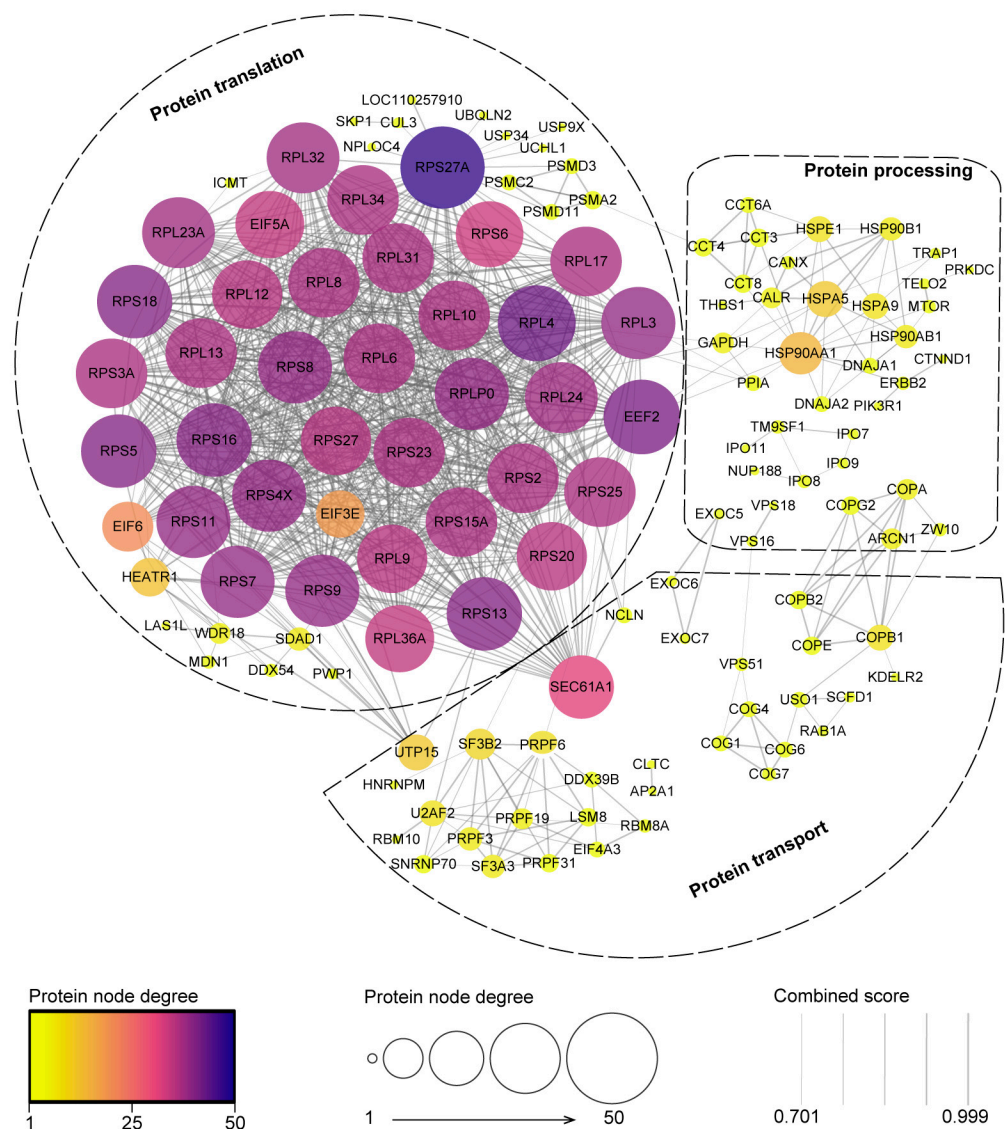 Protein translation
LOC110257910
SKP1
CUL3
UBQLN2
USP34
USP9X
NPLOC4
UCHL1
RPL32
RPS27A
PSMD3
PSMC2
PSMA2
PSMD11
ICMT
RPL34
EIF5A
RPS6
RPL23A
RPL31
RPL17
RPL8
RPL12
RPS18
RPL10
RPL4
RPL3
RPL13
RPS8
RPL6
RPS3A
RPLP0
RPL24
EEF2
RPS16
RPS27
RPS23
RPS5
RPS2
RPS25
RPS4X
EIF3E
RPS15A
RPS11
EIF6
RPL9
RPS20
HEATR1
RPS7
RPS9
RPS13
NCLN
LAS1L
WDR18
SDAD1
RPL36A
MDN1
DDX54
PWP1
SEC61A1
Protein processing
CCT6A
CCT4
CCT3
HSPE1
HSP90B1
CANX
TRAP1
PRKDC
CCT8
CALR
TELO2
THBS1
HSPA5
HSPA9
MTOR
GAPDH
HSP90AB1
HSP90AA1
CTNND1
DNAJA1
PPIA
ERBB2
DNAJA2
PIK3R1
TM9SF1
IPO7
IPO11
IPO9
NUP188
IPO8
COPA
VPS18
COPG2
EXOC5
ZW10
VPS16
ARCN1
EXOC6
COPB2
EXOC7
COPE
COPB1
VPS51
KDELR2
USO1
SCFD1
COG4
RAB1A
COG1
COG6
COG7
UTP15
SF3B2
PRPF6
HNRNPM
DDX39B
CLTC
AP2A1
U2AF2
PRPF19
LSM8
RBM8A
RBM10
PRPF3
EIF4A3
SNRNP70
SF3A3
PRPF31
Protein transport
Protein node degree
1
25
50
Protein node degree
1
50
Combined score
0.701
0.999